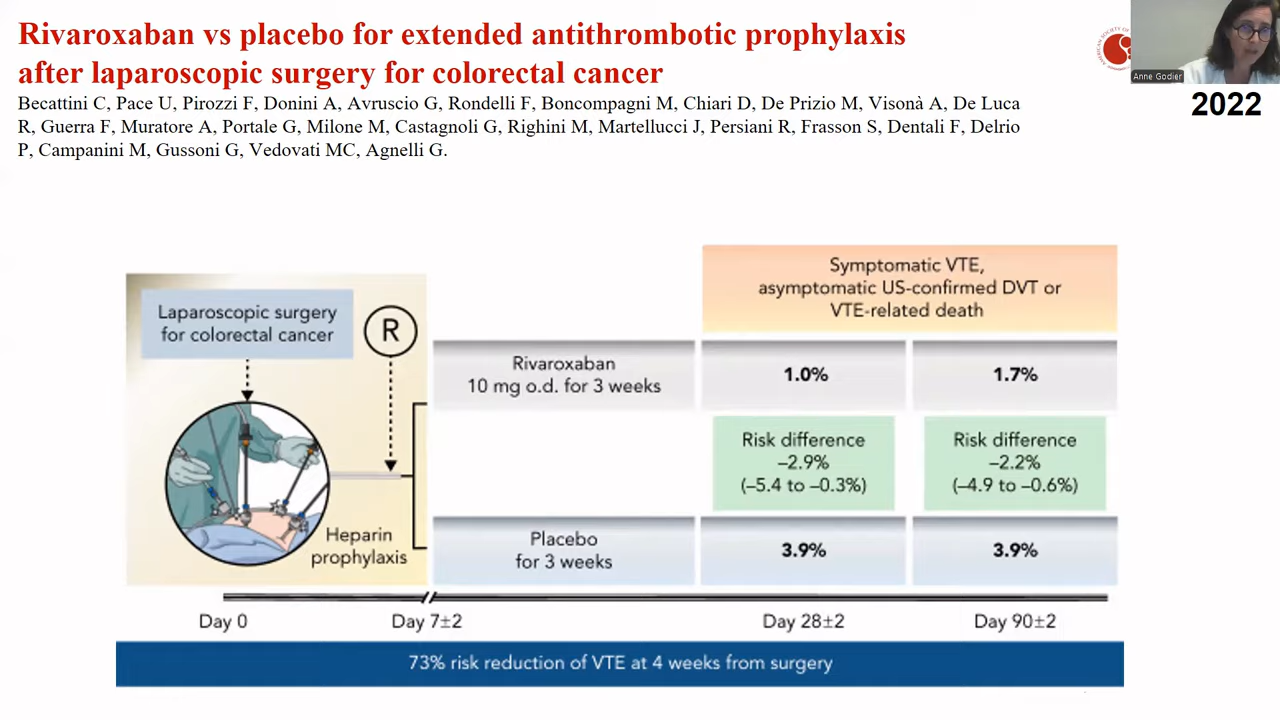 Rivaroxaban vs placebo for extended antithrombotic prophylaxis
after laparoscopic surgery for colorectal cancer
Becattini C, Pace U, Pirozzi F, Donini A, Avruscio G, Rondelli F, Boncompagni M, Chiari D, De Prizio M, Visonà A, De Luca
R, Guerra F, Muratore A, Portale G, Milone M, Castagnoli G, Righini M, Martellucci J, Persiani R, Frasson S, Dentali F, Delrio
P, Campanini M, Gussoni G, Vedovati MC, Agnelli G.
Anne Godier
2022
Symptomatic VTE,
asymptomatic US-confirmed DVT or
VTE-related death
Laparoscopic surgery
for colorectal cancer
R
Rivaroxaban
10 mg o.d. for 3 weeks
1.0%
1.7%
Risk difference
–2.9%
(–5.4 to –0.3%)
Risk difference
–2.2%
(–4.9 to –0.6%)
Heparin
prophylaxis
Placebo
for 3 weeks
3.9%
3.9%
Day 0
Day 7±2
Day 28±2
Day 90±2
73% risk reduction of VTE at 4 weeks from surgery